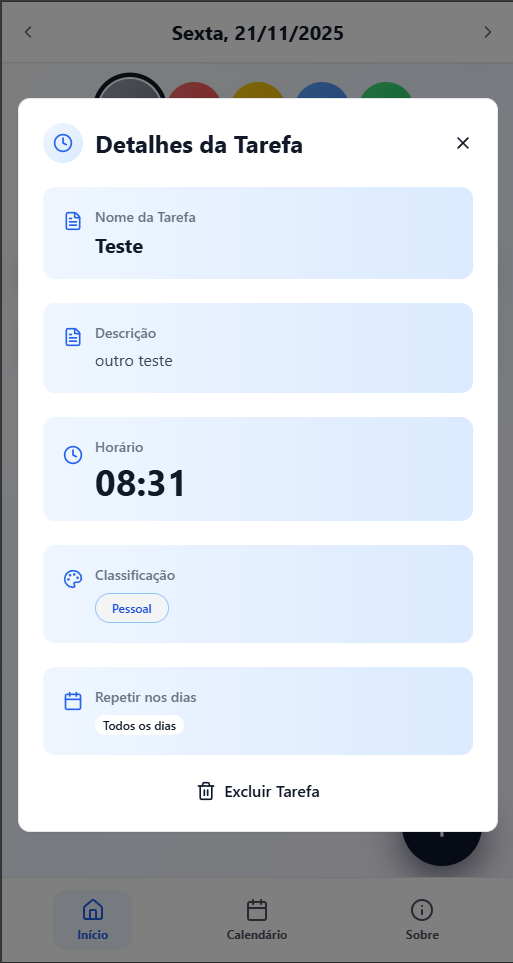 Sexta, 21/11/2025
Detalhes da Tarefa
Nome da Tarefa
Teste
Descrição
outro teste
Horário
08:31
Classificação
Pessoal
Repetir nos dias
Todos os dias
Excluir Tarefa
Início
Calendário
Sobre